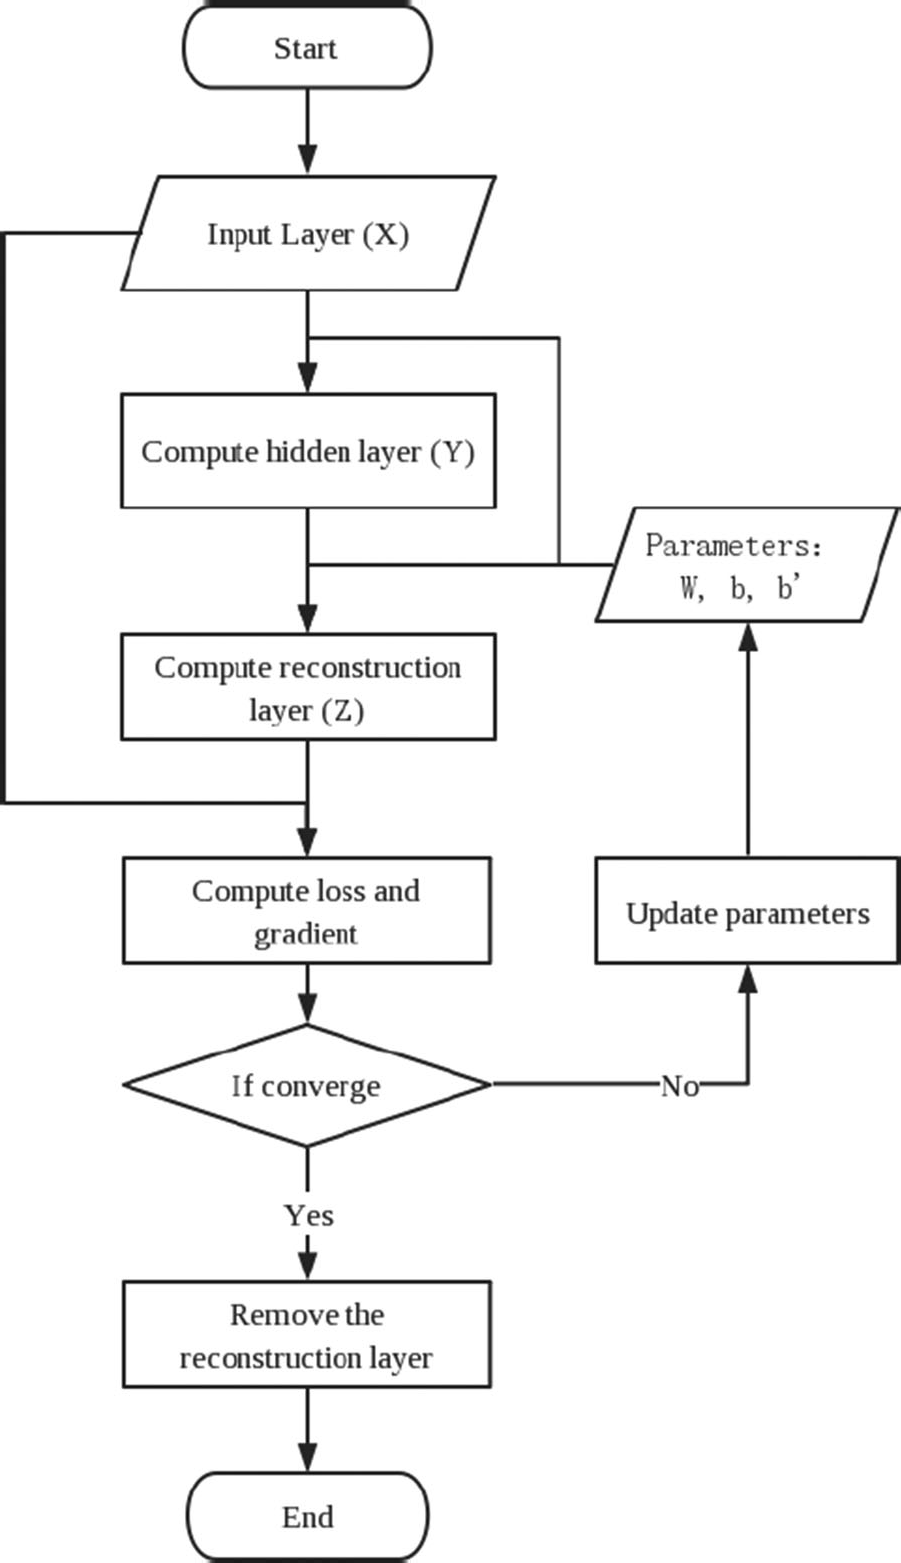 Start
Input Layer (X)
Compute hidden layer (Y)
Parameters:
W, b, b’
Compute reconstruction
layer (Z)
Compute loss and
gradient
Update parameters
If converge
No
Yes
Remove the
reconstruction layer
End